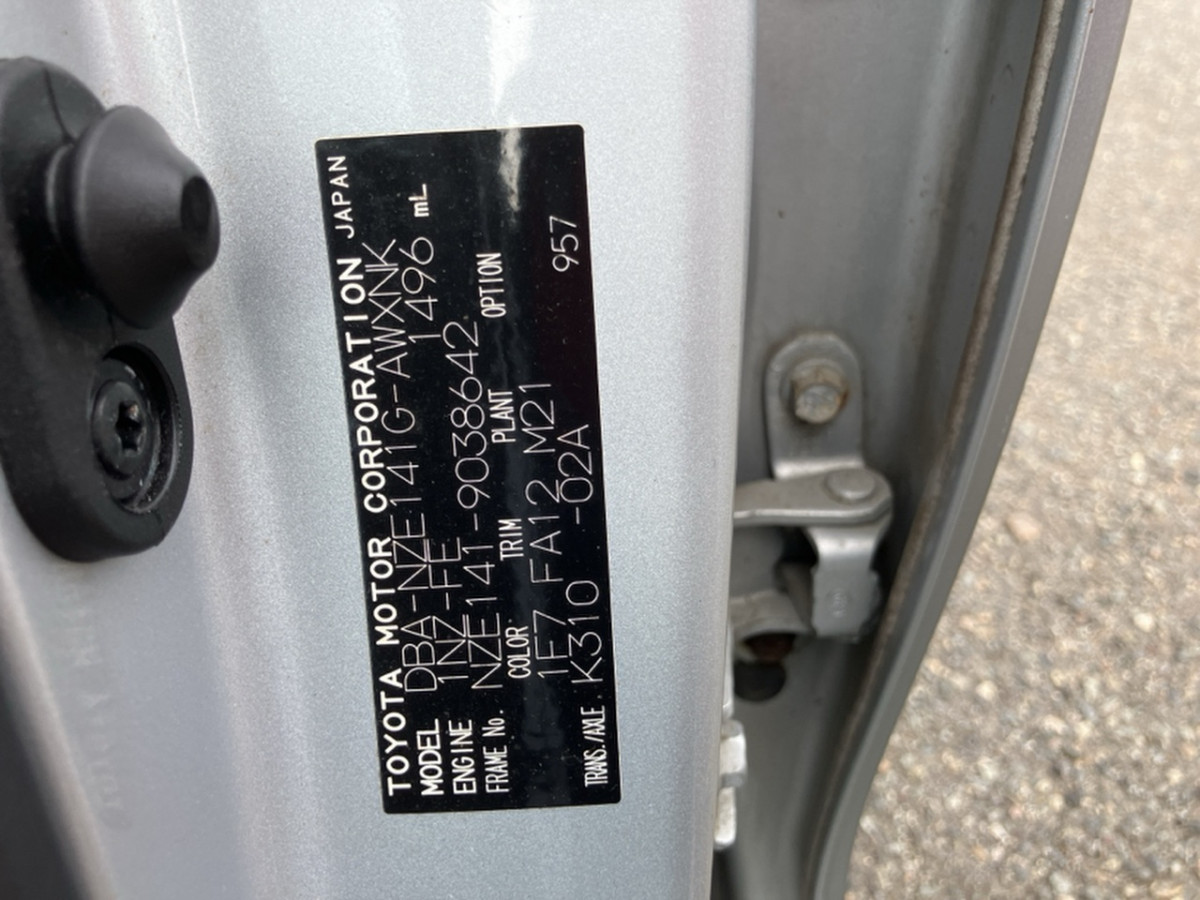 TOYOTA MOTOR CORPORATION JAPAN
MODEL DBA-NZE141G-AWXNK
ENGINE 1NZ-FE 1496 mL
FRAME No. NZE141-9038642
COLOR TRIM PLANT OPTION
1F7 FA12 M21 957
TRANS./AXLE K310 -02A